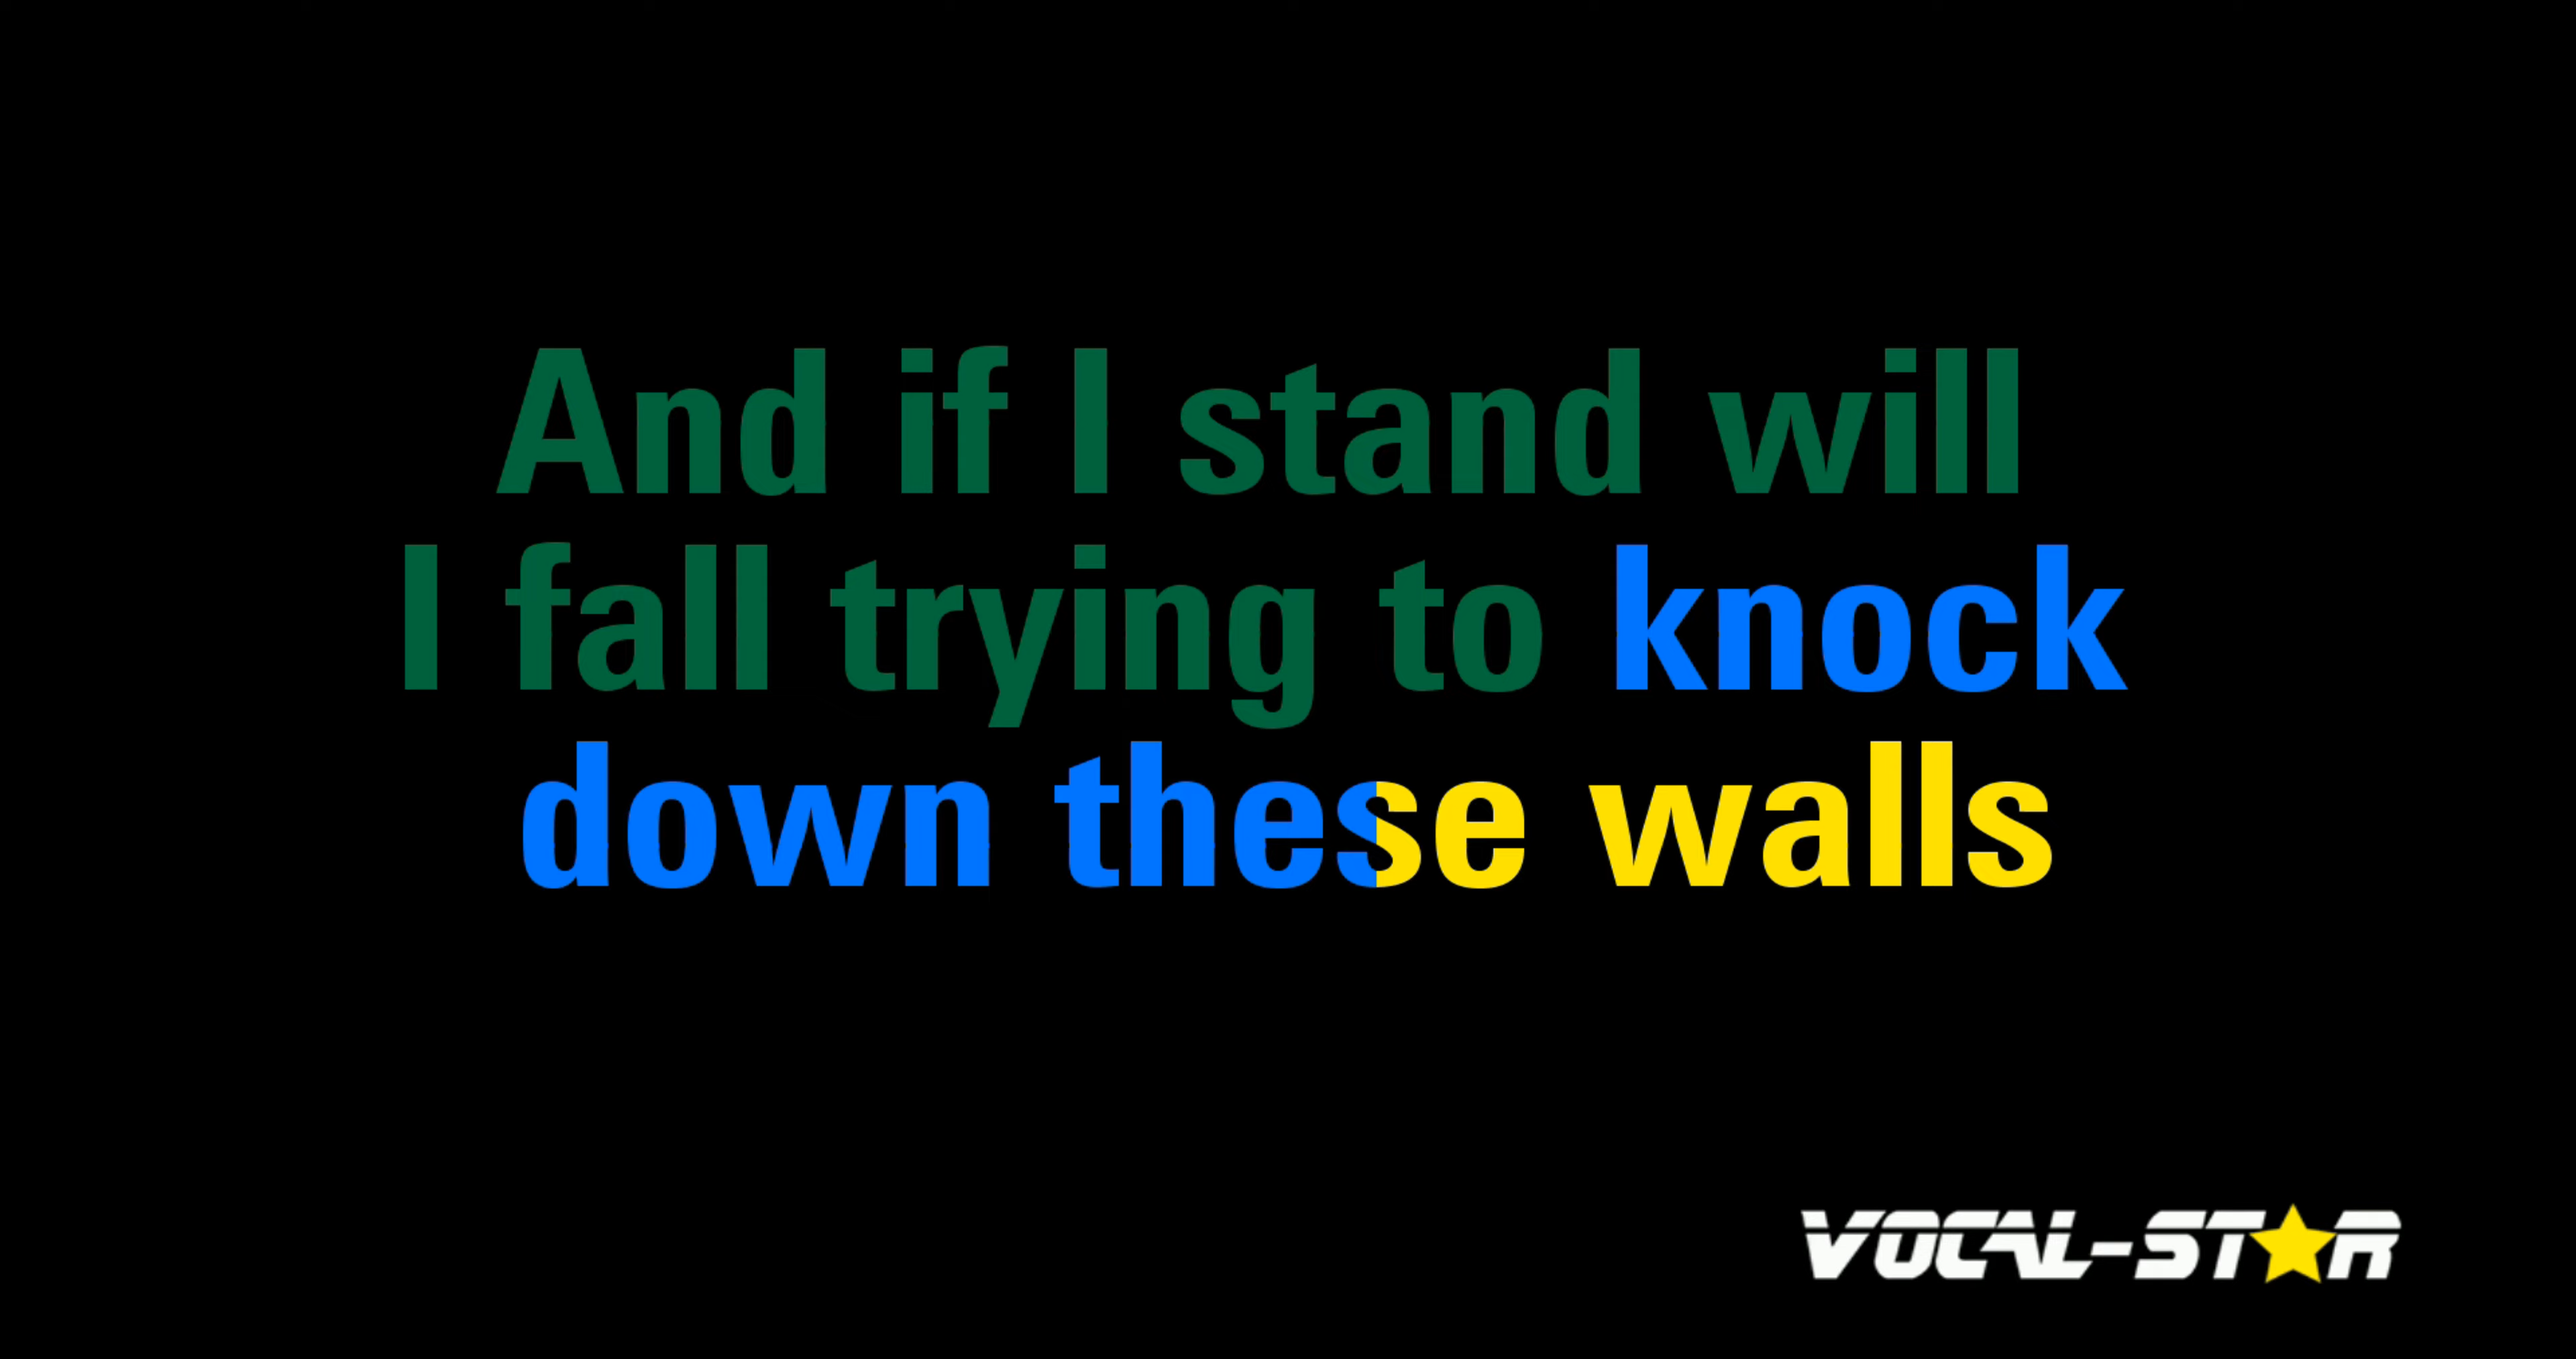 And if I stand will
I fall trying to knock
down these walls
VOCAL-STAR